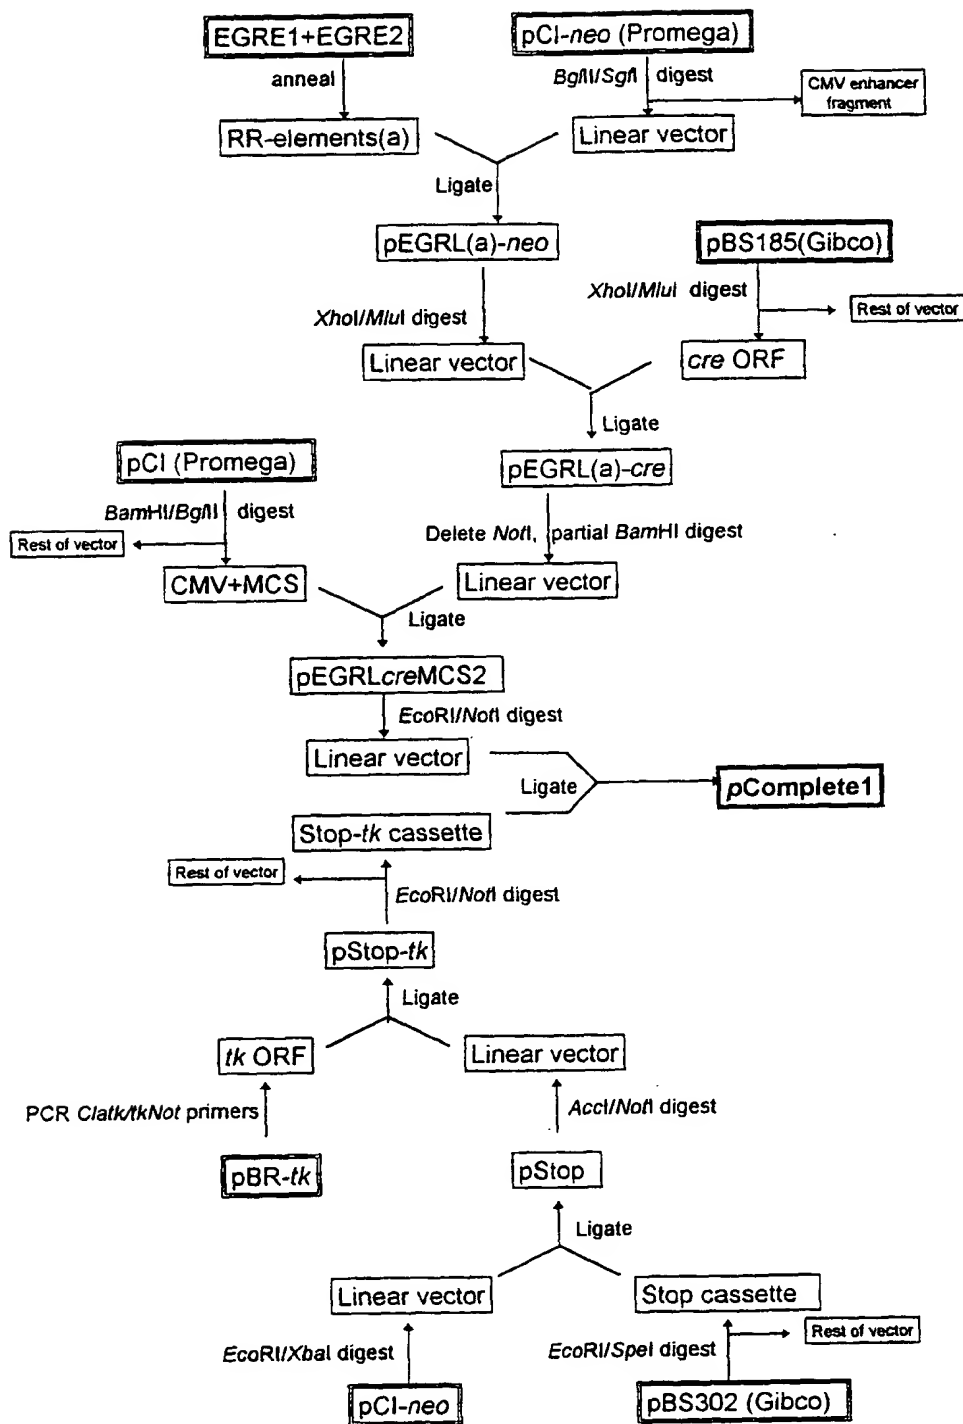 EGRE1+EGRE2
pCI-neo (Promega)
anneal
BglII/SgfI digest
CMV enhancer
fragment
RR-elements(a)
Linear vector
Ligate
pEGRL(a)-neo
pBS185(Gibco)
XhoI/MluI digest
XhoI/MluI digest
Rest of vector
Linear vector
cre ORF
Ligate
pCI (Promega)
pEGRL(a)-cre
BamHI/BglII digest
Delete NotI, partial BamHI digest
Rest of vector
CMV+MCS
Linear vector
Ligate
pEGRLcreMCS2
EcoRI/NotI digest
Linear vector
Ligate
pComplete1
Stop-tk cassette
Rest of vector
EcoRI/NotI digest
pStop-tk
Ligate
tk ORF
Linear vector
PCR Clatk/tkNot primers
AccI/NotI digest
pBR-tk
pStop
Ligate
Linear vector
Stop cassette
EcoRI/XbaI digest
EcoRI/SpeI digest
Rest of vector
pCI-neo
pBS302 (Gibco)